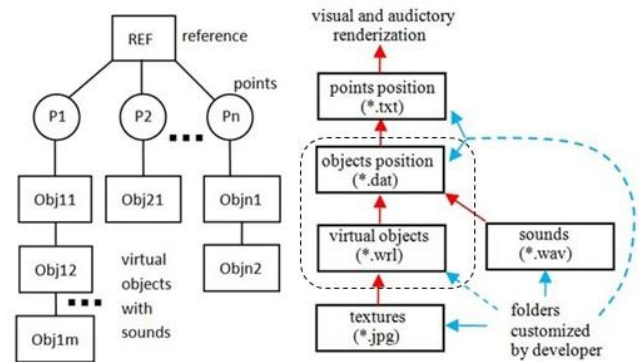 REF
reference
points
P1
P2
Pn
Obj11
Obj21
Objn1
Obj12
Objn2
Obj1m
virtual
objects
with
sounds
visual and audictory
renderization
points position
(*.txt)
objects position
(*.dat)
virtual objects
(*.wrl)
sounds
(*.wav)
textures
(*.jpg)
folders
customized
by developer